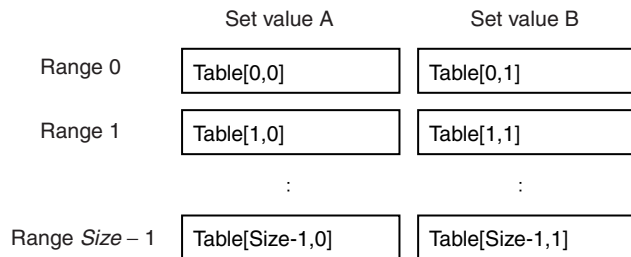 Set value A Set value B
Range 0 Table[0,0] Table[0,1]
Range 1 Table[1,0] Table[1,1]
: :
Range Size – 1 Table[Size-1,0] Table[Size-1,1]